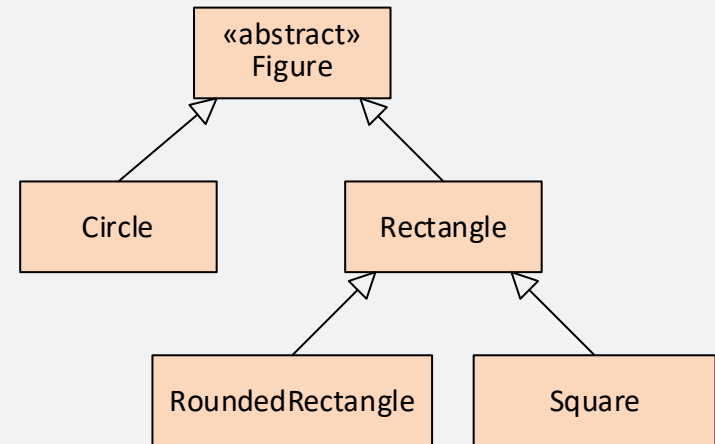 «abstract»
Figure
Circle
Rectangle
RoundedRectangle
Square